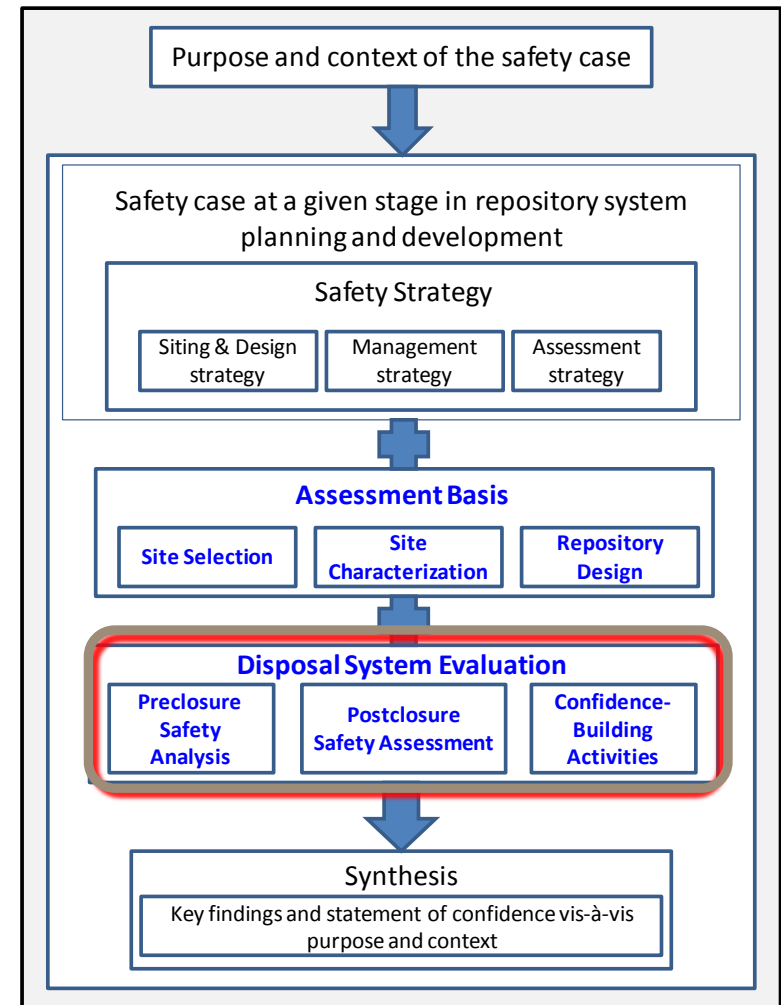 Purpose and context of the safety case
Safety case at a given stage in repository system
planning and development
Safety Strategy
Siting & Design
strategy
Management
strategy
Assessment
strategy
Assessment Basis
Site Selection
Site
Characterization
Repository
Design
Disposal System Evaluation
Preclosure
Safety
Analysis
Postclosure
Safety Assessment
Confidence-
Building
Activities
Synthesis
Key findings and statement of confidence vis-à-vis
purpose and context